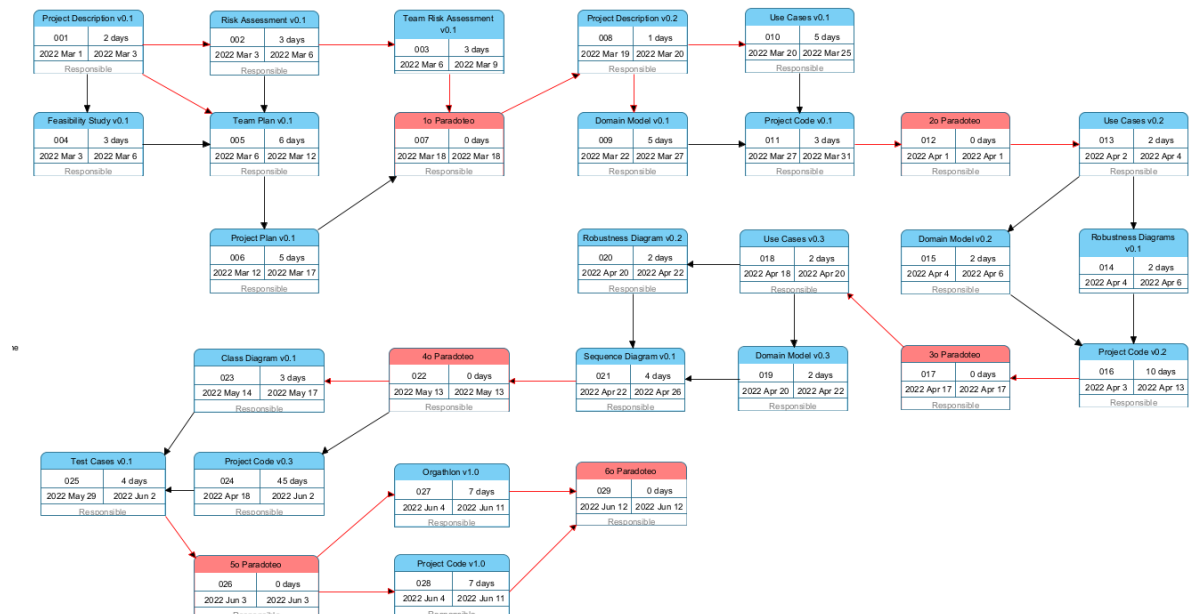 Project Description v0.1
001 2 days
2022 Mar 1 2022 Mar 3
Responsible
Risk Assessment v0.1
002 3 days
2022 Mar 3 2022 Mar 6
Responsible
Team Risk Assessment
v0.1
003 3 days
2022 Mar 6 2022 Mar 9
Responsible
Project Description v0.2
008 1 days
2022 Mar 19 2022 Mar 20
Responsible
Use Cases v0.1
010 5 days
2022 Mar 20 2022 Mar 25
Responsible
Feasibility Study v0.1
004 3 days
2022 Mar 3 2022 Mar 6
Responsible
Team Plan v0.1
005 6 days
2022 Mar 6 2022 Mar 12
Responsible
1o Paradoteo
007 0 days
2022 Mar 18 2022 Mar 18
Responsible
Domain Model v0.1
009 5 days
2022 Mar 22 2022 Mar 27
Responsible
Project Code v0.1
011 3 days
2022 Mar 27 2022 Mar 31
Responsible
2o Paradoteo
012 0 days
2022 Apr 1 2022 Apr 1
Responsible
Use Cases v0.2
013 2 days
2022 Apr 2 2022 Apr 4
Responsible
Project Plan v0.1
006 5 days
2022 Mar 12 2022 Mar 17
Responsible
Robustness Diagram v0.2
020 2 days
2022 Apr 20 2022 Apr 22
Responsible
Use Cases v0.3
018 2 days
2022 Apr 18 2022 Apr 20
Responsible
Domain Model v0.2
015 2 days
2022 Apr 4 2022 Apr 6
Responsible
Robustness Diagrams
v0.1
014 2 days
2022 Apr 4 2022 Apr 6
Responsible
Class Diagram v0.1
023 3 days
2022 May 14 2022 May 17
Responsible
4o Paradoteo
022 0 days
2022 May 13 2022 May 13
Responsible
Sequence Diagram v0.1
021 4 days
2022 Apr 22 2022 Apr 26
Responsible
Domain Model v0.3
019 2 days
2022 Apr 20 2022 Apr 22
Responsible
3o Paradoteo
017 0 days
2022 Apr 17 2022 Apr 17
Responsible
Project Code v0.2
016 10 days
2022 Apr 3 2022 Apr 13
Responsible
Test Cases v0.1
025 4 days
2022 May 29 2022 Jun 2
Responsible
Project Code v0.3
024 45 days
2022 Apr 18 2022 Jun 2
Responsible
Orgathlon v1.0
027 7 days
2022 Jun 4 2022 Jun 11
Responsible
6o Paradoteo
029 0 days
2022 Jun 12 2022 Jun 12
Responsible
5o Paradoteo
026 0 days
2022 Jun 3 2022 Jun 3
Responsible
Project Code v1.0
028 7 days
2022 Jun 4 2022 Jun 11
Responsible